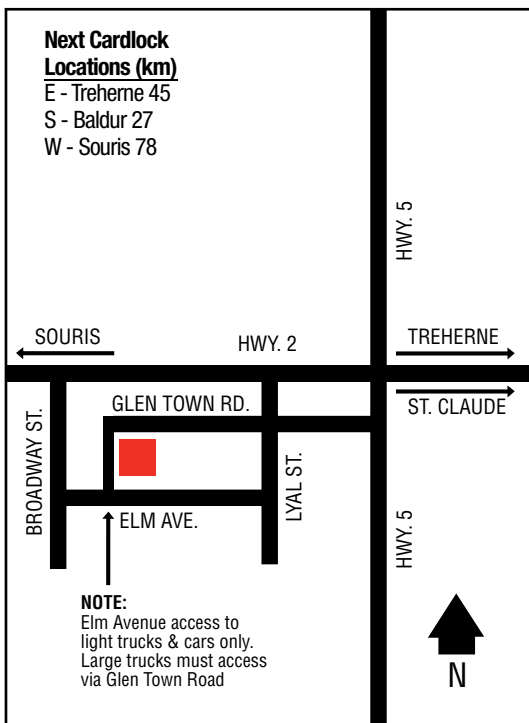 Next Cardlock
Locations (km)
E - Treherne 45
S - Baldur 27
W - Souris 78
HWY. 5
SOURIS
HWY. 2
TREHERNE
ST. CLAUDE
GLEN TOWN RD.
BROADWAY ST.
LYAL ST.
ELM AVE.
HWY. 5
NOTE:
Elm Avenue access to
light trucks & cars only.
Large trucks must access
via Glen Town Road
N